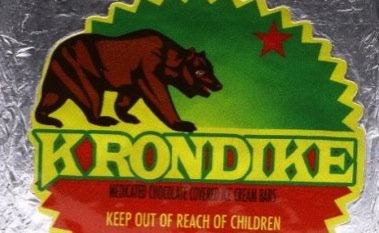 KRONDIKE
MEDICATED CHOCOLATE COVERED ICE CREAM BARS
KEEP OUT OF REACH OF CHILDREN